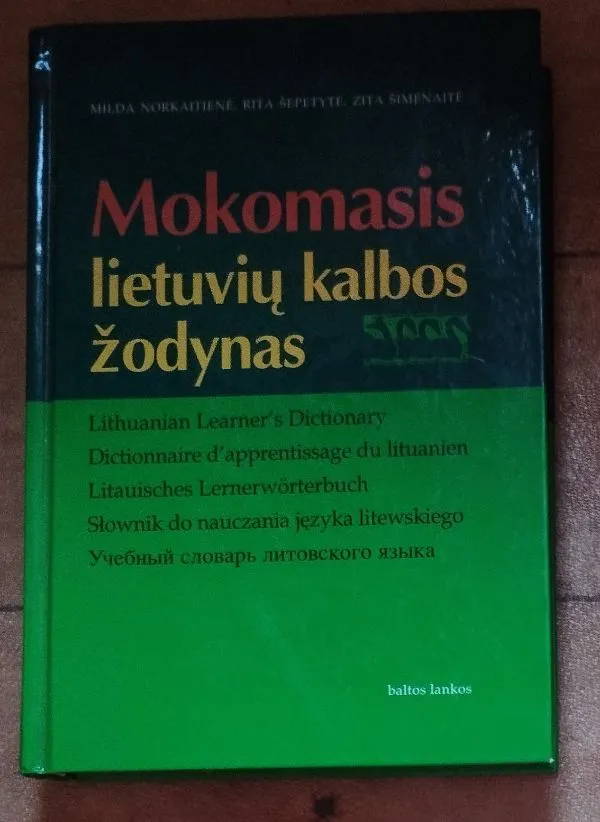 MILDA NORKAITIENĖ, RITA ŠEPETYTĖ, ZITA ŠIMĖNAITĖ
Mokomasis
lietuvių kalbos
žodynas
Lithuanian Learner's Dictionary
Dictionnaire d'apprentissage du lituanien
Litauisches Lernerwörterbuch
Słownik do nauczania języka litewskiego
Учебный словарь литовского языка
baltos lankos